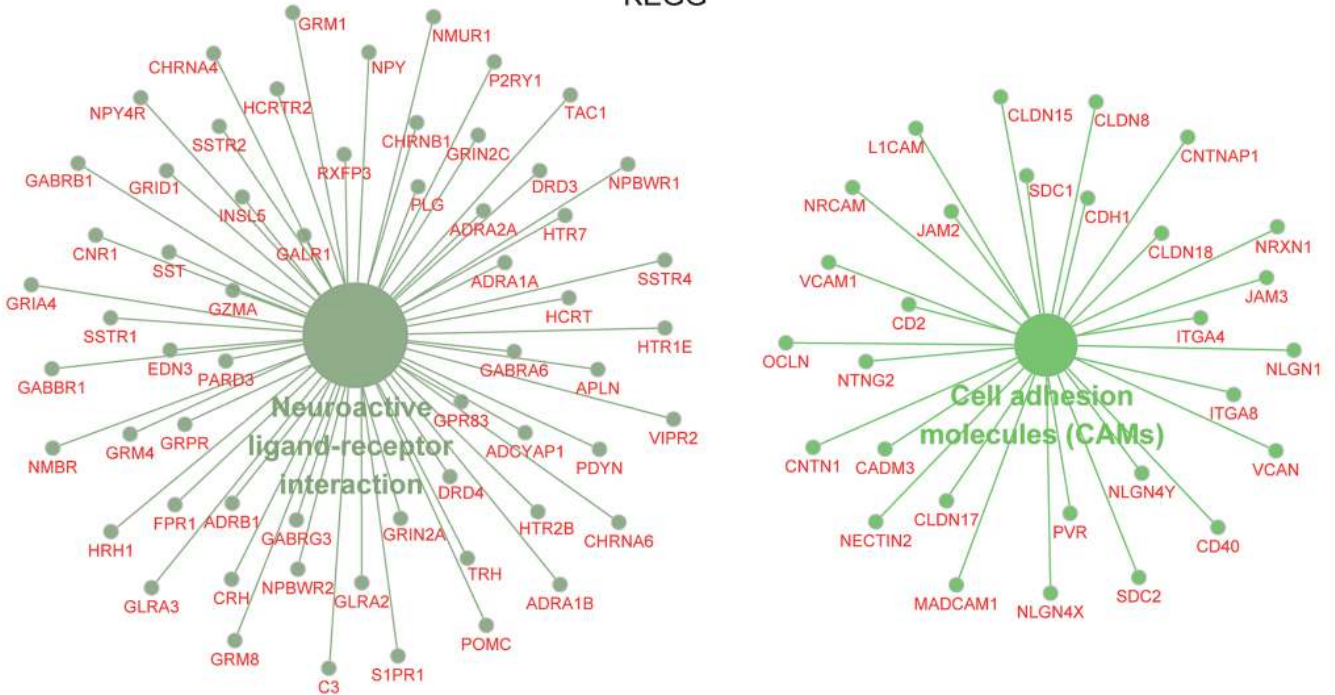 KEGG
GRM1
NMUR1
CHRNA4
NPY
P2RY1
NPY4R
HCRTR2
TAC1
SSTR2
CHRNB1
GRIN2C
GABRB1
GRID1
RXFP3
DRD3
NPBWR1
INSL5
PLG
ADRA2A
HTR7
CNR1
SST
GALR1
ADRA1A
SSTR4
GRIA4
GZMA
HCRT
SSTR1
HTR1E
GABBR1
EDN3
PARD3
GABRA6
APLN
Neuroactive
ligand-receptor
interaction
GPR83
VIPR2
NMBR
GRM4
GRPR
ADCYAP1
PDYN
DRD4
HRH1
FPR1
ADRB1
GABRG3
GRIN2A
HTR2B
CHRNA6
GLRA3
CRH
NPBWR2
GLRA2
TRH
ADRA1B
GRM8
C3
S1PR1
POMC
CLDN15
CLDN8
L1CAM
CNTNAP1
NRCAM
SDC1
CDH1
JAM2
CLDN18
NRXN1
VCAM1
JAM3
CD2
ITGA4
OCLN
NTNG2
NLGN1
Cell adhesion
molecules (CAMs)
ITGA8
CNTN1
CADM3
VCAN
NLGN4Y
CLDN17
NECTIN2
PVR
CD40
MADCAM1
NLGN4X
SDC2